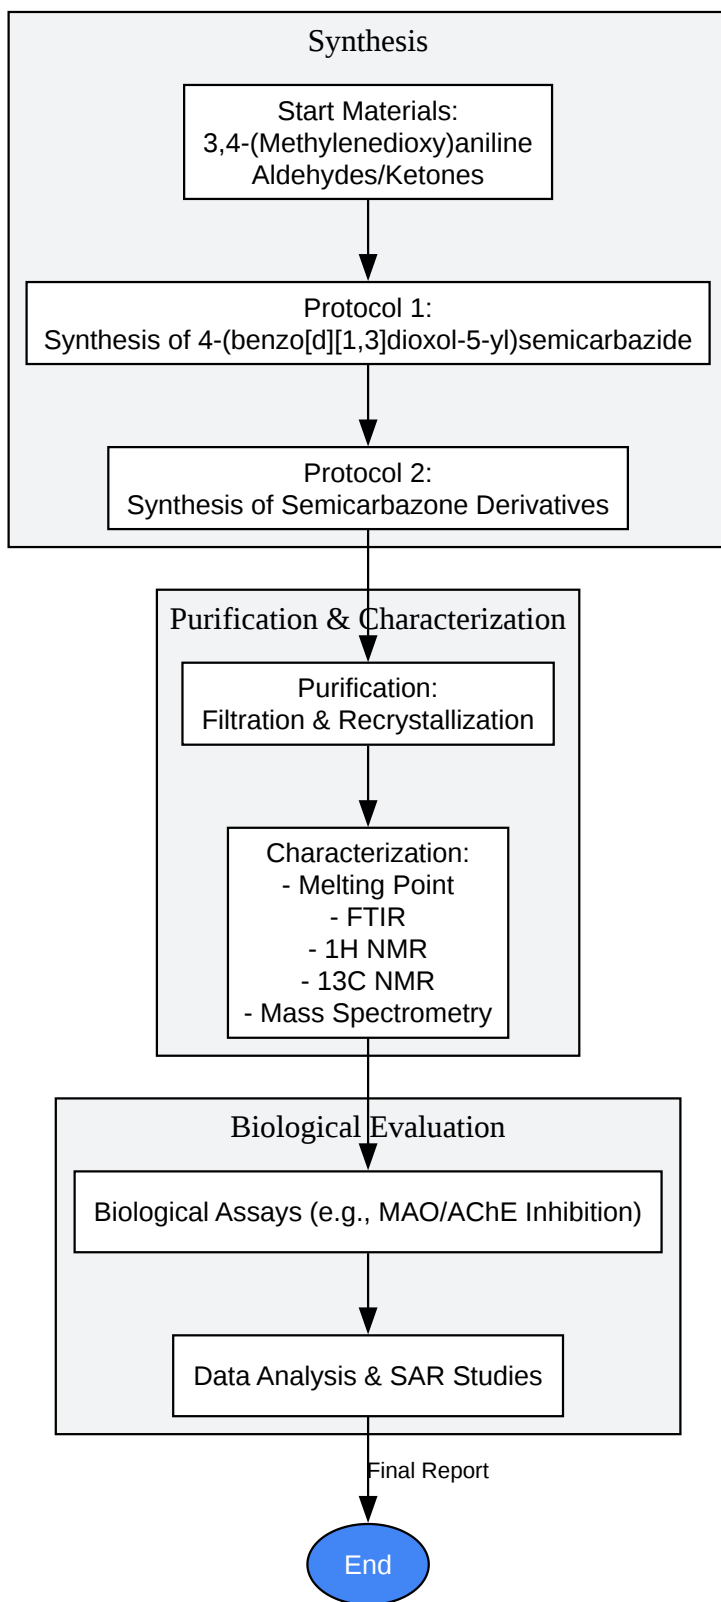 Synthesis
Start Materials:
3,4-(Methylenedioxy)aniline
Aldehydes/Ketones
Protocol 1:
Synthesis of 4-(benzo[d][1,3]dioxol-5-yl)semicarbazide
Protocol 2:
Synthesis of Semicarbazone Derivatives
Purification & Characterization
Purification:
Filtration & Recrystallization
Characterization:
- Melting Point
- FTIR
- 1H NMR
- 13C NMR
- Mass Spectrometry
Biological Evaluation
Biological Assays (e.g., MAO/AChE Inhibition)
Data Analysis & SAR Studies
Final Report
End